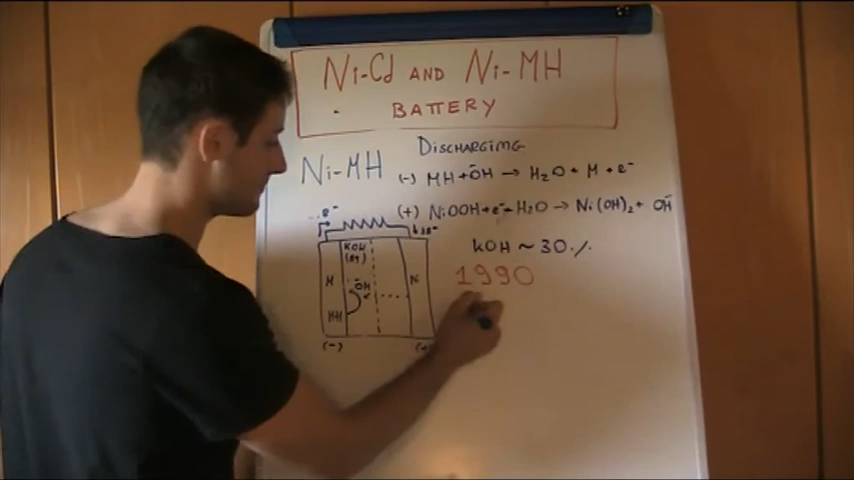 Ni-Cd AND Ni-MH
BATTERY
DISCHARGING
Ni-MH
(-) MH + OH⁻ → H₂O + M + e⁻
(+) NiOOH + e⁻ + H₂O → Ni(OH)₂ + OH⁻
e⁻
KOH ~ 30 %
KOH
1990
M
OH⁻
MH
(-)